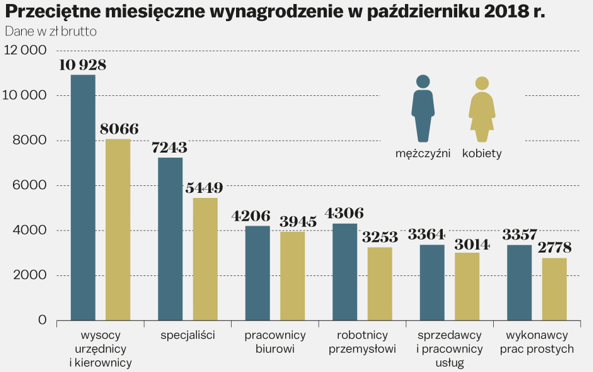 Przeciętne miesięczne wynagrodzenie w październiku 2018 r.
Dane w zł brutto
12 000
10 000
8000
6000
4000
2000
0
10 928
8066
7243
5449
4206
3945
4306
3253
3364
3014
3357
2778
mężczyźni
kobiety
wysocy
urzędnicy
i kierownicy
specjaliści
pracownicy
biurowi
robotnicy
przemysłowi
sprzedawcy
i pracownicy
usług
wykonawcy
prac prostych